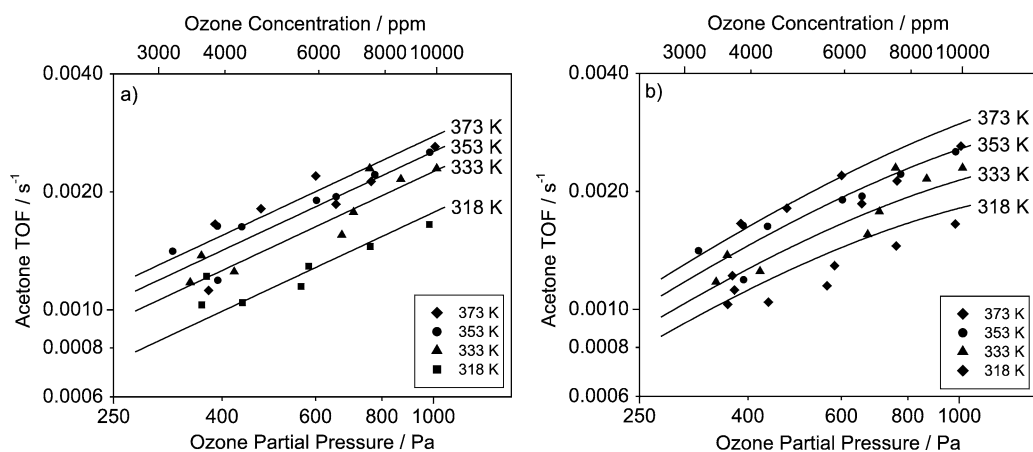 Ozone Concentration / ppm
3000 4000 6000 8000 10000
a)
0.0040
0.0020
0.0010
0.0008
0.0006
Acetone TOF / s-1
373 K
353 K
333 K
318 K
373 K
353 K
333 K
318 K
250 400 600 800 1000
Ozone Partial Pressure / Pa
Ozone Concentration / ppm
3000 4000 6000 8000 10000
b)
0.0040
0.0020
0.0010
0.0008
0.0006
Acetone TOF / s-1
373 K
353 K
333 K
318 K
373 K
353 K
333 K
318 K
250 400 600 800 1000
Ozone Partial Pressure / Pa